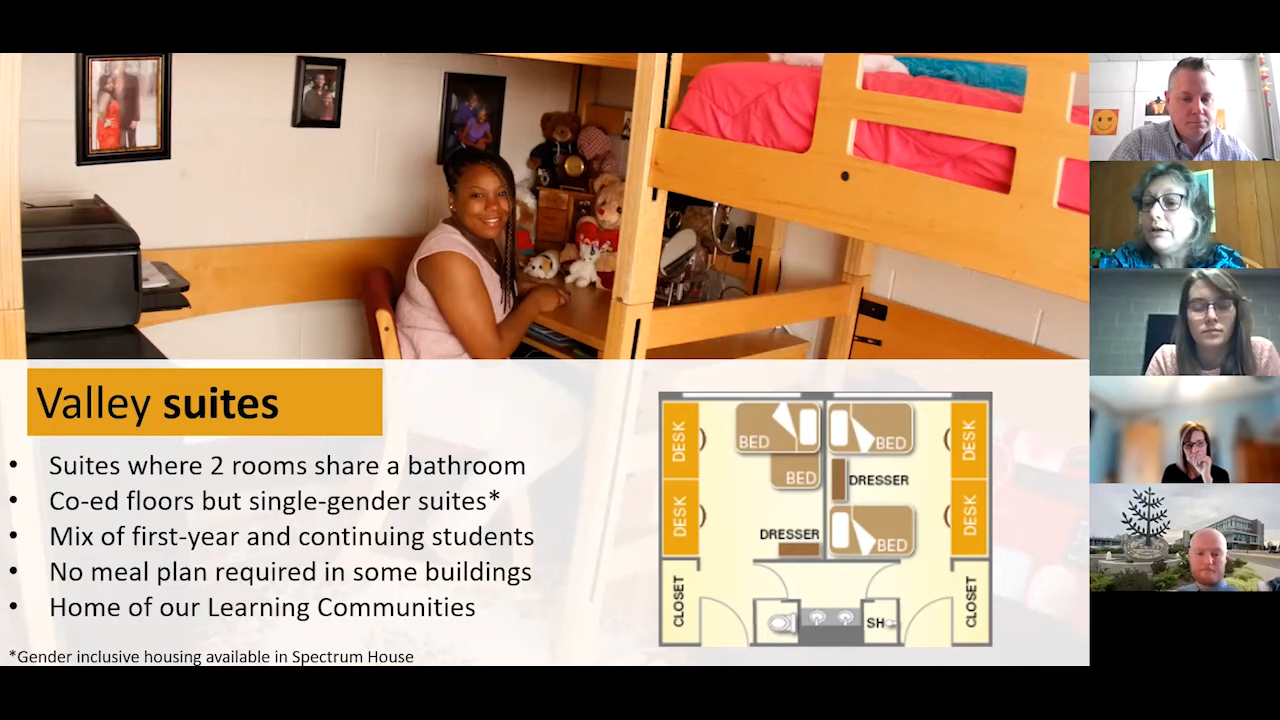 Valley suites
• Suites where 2 rooms share a bathroom
• Co-ed floors but single-gender suites*
• Mix of first-year and continuing students
• No meal plan required in some buildings
• Home of our Learning Communities
*Gender inclusive housing available in Spectrum House
DESK
BED
BED
DESK
BED
DRESSER
DESK
DRESSER
BED
DESK
CLOSET
SH
CLOSET